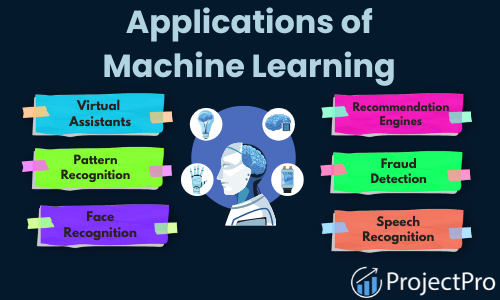 Applications of
Machine Learning
Virtual
Assistants
Pattern
Recognition
Face
Recognition
Recommendation
Engines
Fraud
Detection
Speech
Recognition
ProjectPro